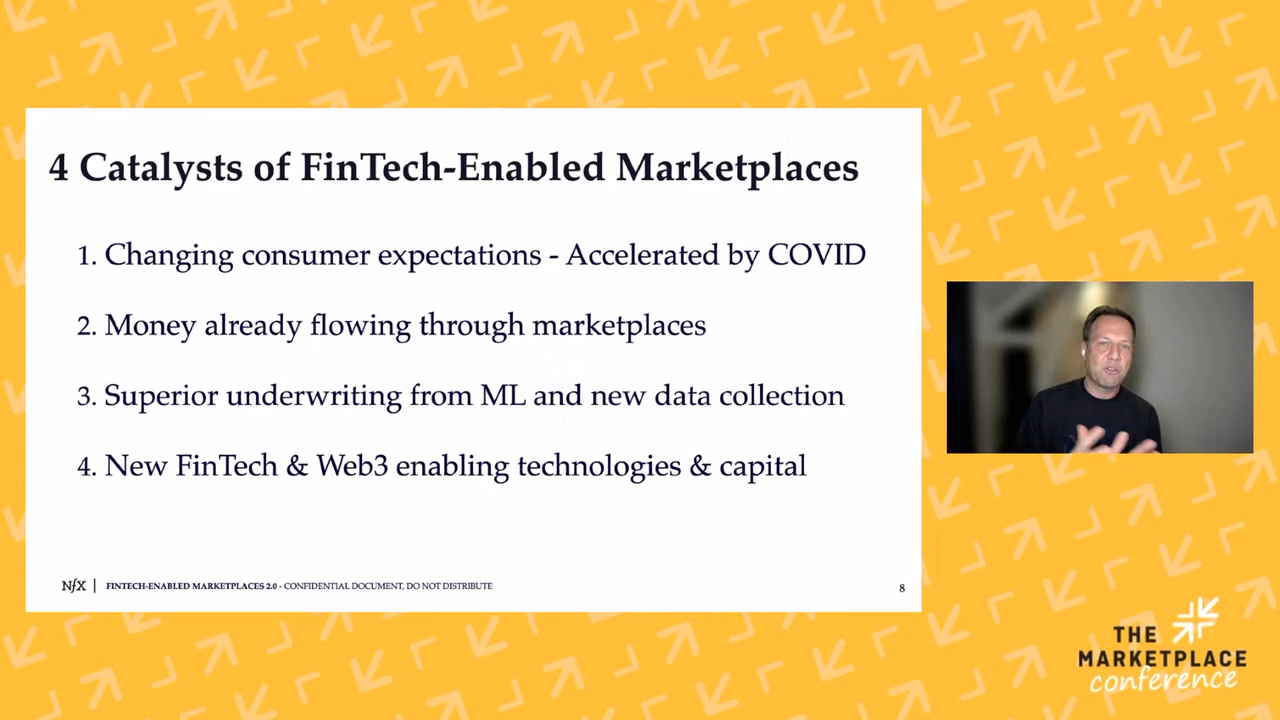 4 Catalysts of FinTech-Enabled Marketplaces
1. Changing consumer expectations - Accelerated by COVID
2. Money already flowing through marketplaces
3. Superior underwriting from ML and new data collection
4. New FinTech & Web3 enabling technologies & capital
NfX | FINTECH-ENABLED MARKETPLACES 2.0 - CONFIDENTIAL DOCUMENT, DO NOT DISTRIBUTE
8
THE
MARKETPLACE
conference